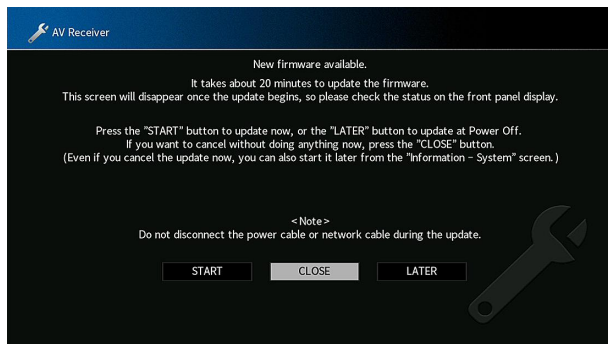 AV Receiver
New firmware available.
It takes about 20 minutes to update the firmware.
This screen will disappear once the update begins, so please check the status on the front panel display.
Press the ”START” button to update now, or the ”LATER” button to update at Power Off.
If you want to cancel without doing anything now, press the ”CLOSE” button.
(Even if you cancel the update now, you can also start it later from the ”Information – System” screen.)
<Note>
Do not disconnect the power cable or network cable during the update.
START CLOSE LATER